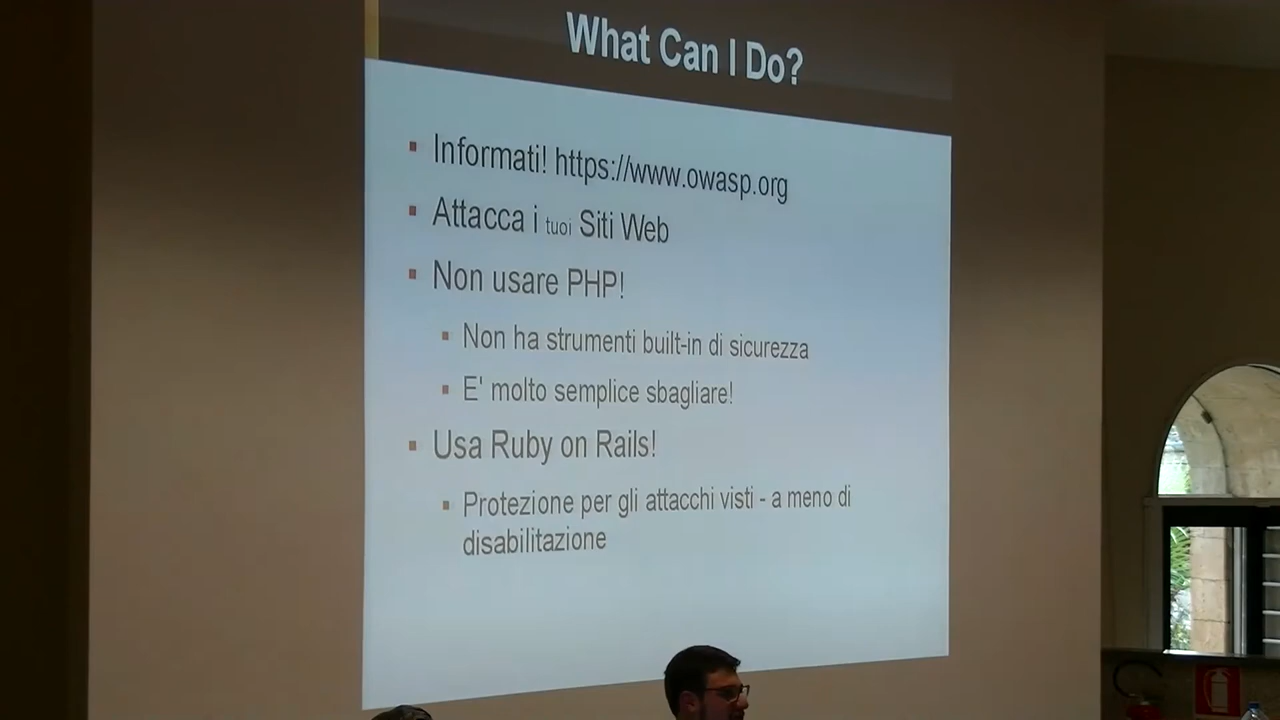 What Can I Do?
Informati! https://www.owasp.org
Attacca i tuoi Siti Web
Non usare PHP!
Non ha strumenti built-in di sicurezza
E' molto semplice sbagliare!
Usa Ruby on Rails!
Protezione per gli attacchi visti - a meno di
disabilitazione